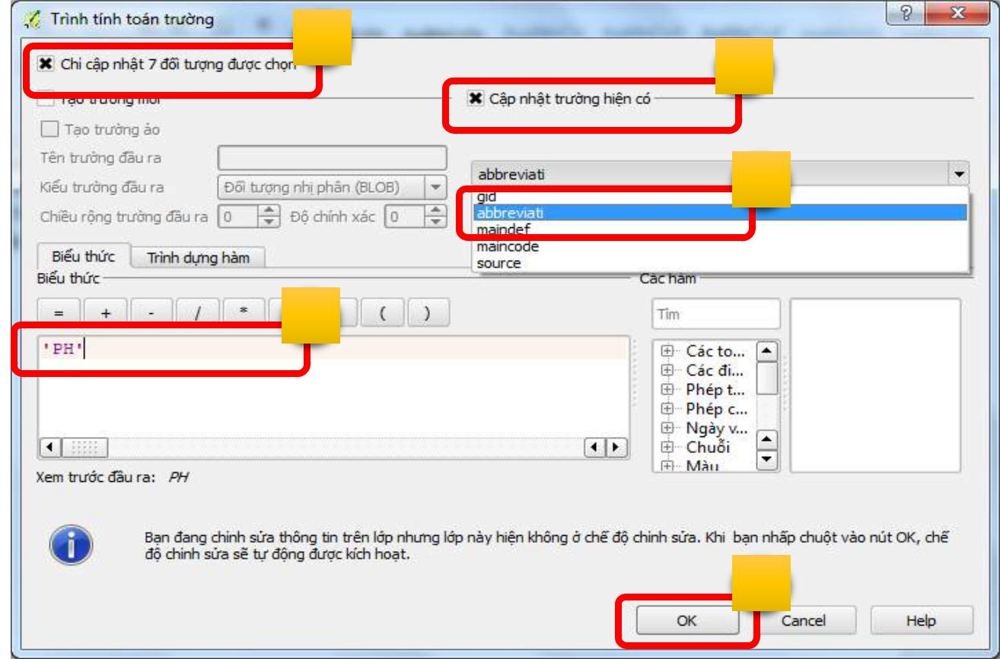 Trình tính toán trường
Chỉ cập nhật 7 đối tượng được chọn
Tạo trường mới
Cập nhật trường hiện có
Tạo trường ảo
Tên trường đầu ra
Kiểu trường đầu ra
Đối tượng nhị phân (BLOB)
Chiều rộng trường đầu ra 0 Độ chính xác 0
abbreviati
gid
abbreviati
maindef
maincode
source
Biểu thức Trình dựng hàm
Biểu thức
Các hàm
= + - / * ( )
Tìm
'PH'
Các to...
Các đi...
Phép t...
Phép c...
Ngày v...
Chuỗi
Màu
Xem trước đầu ra: PH
Bạn đang chỉnh sửa thông tin trên lớp nhưng lớp này hiện không ở chế độ chỉnh sửa. Khi bạn nhấp chuột vào nút OK, chế
độ chỉnh sửa sẽ tự động được kích hoạt.
OK Cancel Help